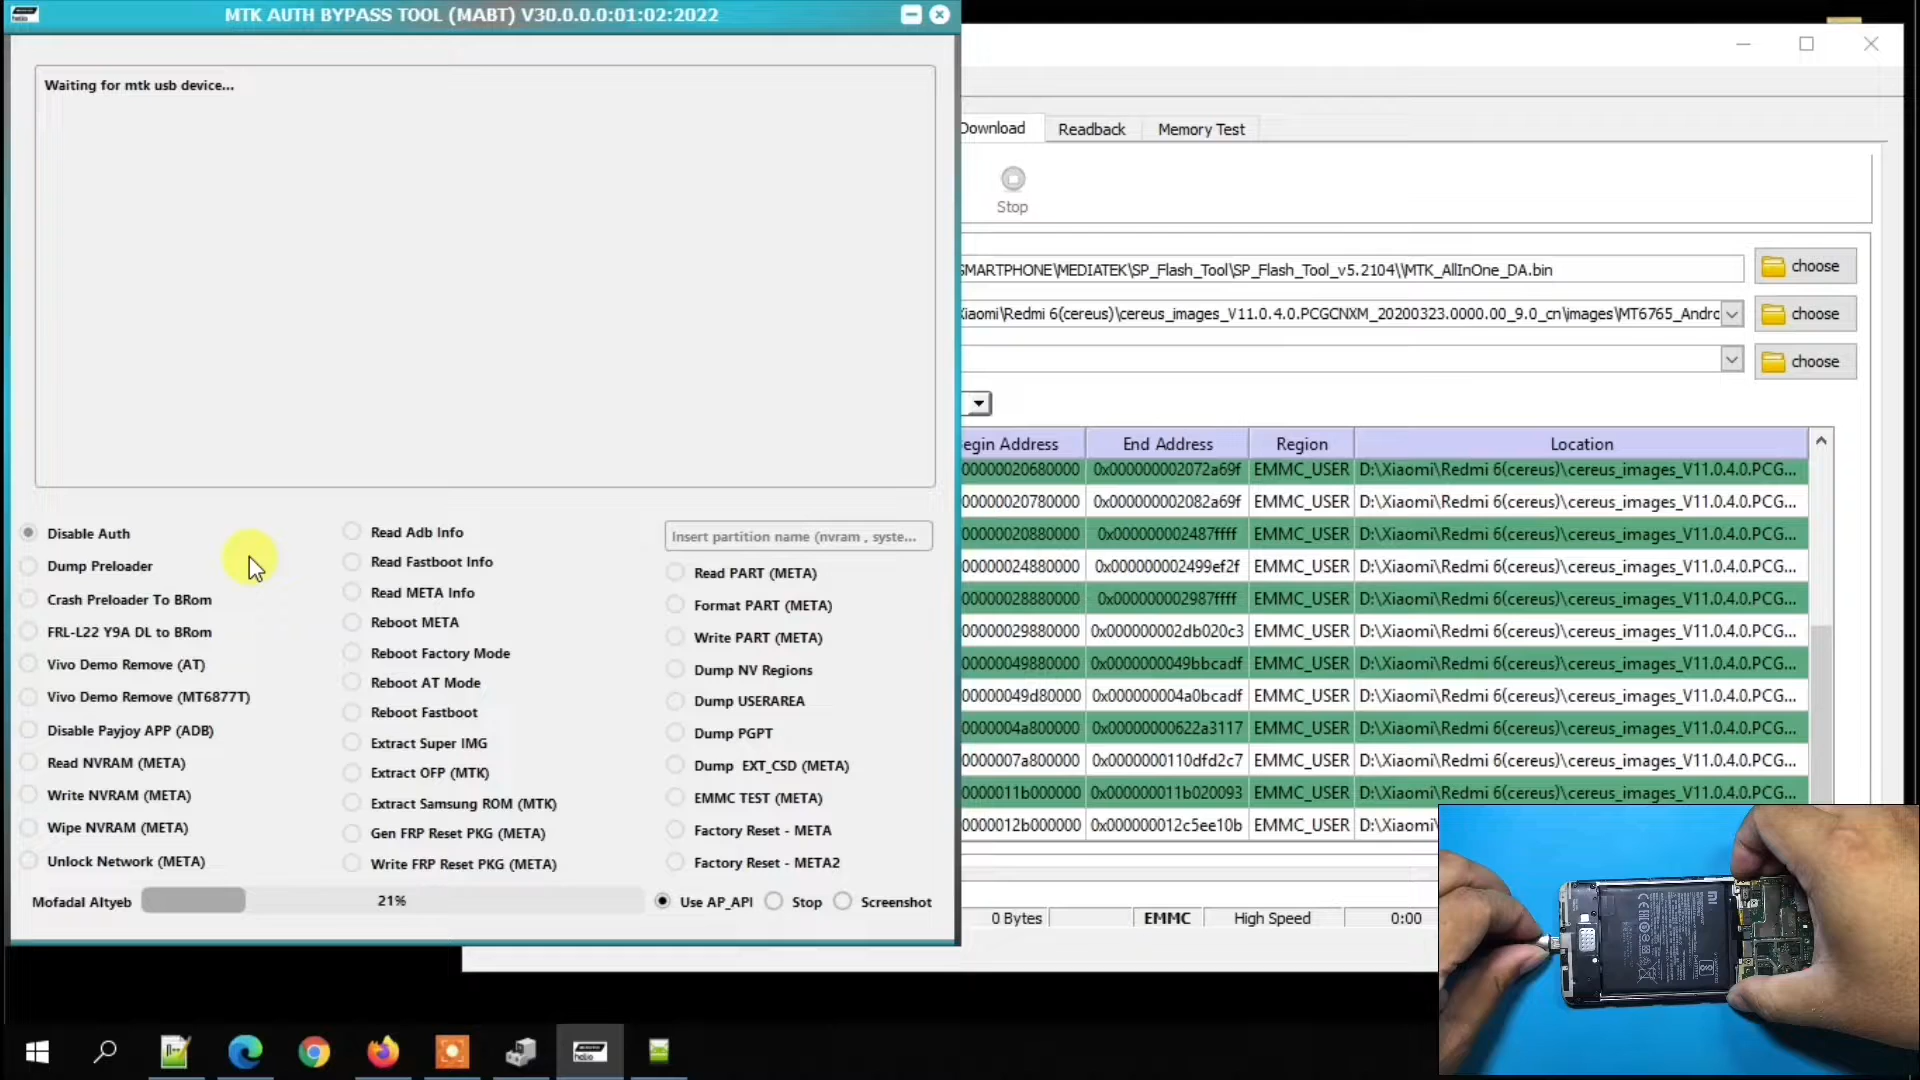 MTK AUTH BYPASS TOOL (MABT) V30.0.0.0:01:02:2022
Waiting for mtk usb device...
Disable Auth
Dump Preloader
Crash Preloader To BRom
FRL-L22 Y9A DL to BRom
Vivo Demo Remove (AT)
Vivo Demo Remove (MT6877T)
Disable Payjoy APP (ADB)
Read NVRAM (META)
Write NVRAM (META)
Wipe NVRAM (META)
Unlock Network (META)
Read Adb Info
Read Fastboot Info
Read META Info
Reboot META
Reboot Factory Mode
Reboot AT Mode
Reboot Fastboot
Extract Super IMG
Extract OFP (MTK)
Extract Samsung ROM (MTK)
Gen FRP Reset PKG (META)
Write FRP Reset PKG (META)
Insert partition name (nvram , syste...
Read PART (META)
Format PART (META)
Write PART (META)
Dump NV Regions
Dump USERAREA
Dump PGPT
Dump EXT_CSD (META)
EMMC TEST (META)
Factory Reset - META
Factory Reset - META2
Mofadal Altyeb 21% Use AP_API Stop Screenshot
Download Readback Memory Test
Stop
SMARTPHONE\MEDIATEK\SP_Flash_Tool\SP_Flash_Tool_v5.2104\\MTK_AllInOne_DA.bin choose
Xiaomi\Redmi 6(cereus)\cereus_images_V11.0.4.0.PCGCNXM_20200323.0000.00_9.0_cn\images\MT6765_Andrc choose
choose
egin Address End Address Region Location
00000020680000 0x000000002072a69f EMMC_USER D:\Xiaomi\Redmi 6(cereus)\cereus_images_V11.0.4.0.PCG...
00000020780000 0x000000002082a69f EMMC_USER D:\Xiaomi\Redmi 6(cereus)\cereus_images_V11.0.4.0.PCG...
00000020880000 0x000000002487ffff EMMC_USER D:\Xiaomi\Redmi 6(cereus)\cereus_images_V11.0.4.0.PCG...
00000024880000 0x000000002499ef2f EMMC_USER D:\Xiaomi\Redmi 6(cereus)\cereus_images_V11.0.4.0.PCG...
00000028880000 0x000000002987ffff EMMC_USER D:\Xiaomi\Redmi 6(cereus)\cereus_images_V11.0.4.0.PCG...
00000029880000 0x000000002db020c3 EMMC_USER D:\Xiaomi\Redmi 6(cereus)\cereus_images_V11.0.4.0.PCG...
00000049880000 0x0000000049bbcadf EMMC_USER D:\Xiaomi\Redmi 6(cereus)\cereus_images_V11.0.4.0.PCG...
00000049d80000 0x000000004a0bcadf EMMC_USER D:\Xiaomi\Redmi 6(cereus)\cereus_images_V11.0.4.0.PCG...
0000004a800000 0x00000000622a3117 EMMC_USER D:\Xiaomi\Redmi 6(cereus)\cereus_images_V11.0.4.0.PCG...
0000007a800000 0x0000000110dfd2c7 EMMC_USER D:\Xiaomi\Redmi 6(cereus)\cereus_images_V11.0.4.0.PCG...
0000011b000000 0x000000011b020093 EMMC_USER D:\Xiaomi\Redmi 6(cereus)\cereus_images_V11.0.4.0.PCG...
0000012b000000 0x000000012c5ee10b EMMC_USER D:\Xiaomi\
0 Bytes EMMC High Speed 0:00